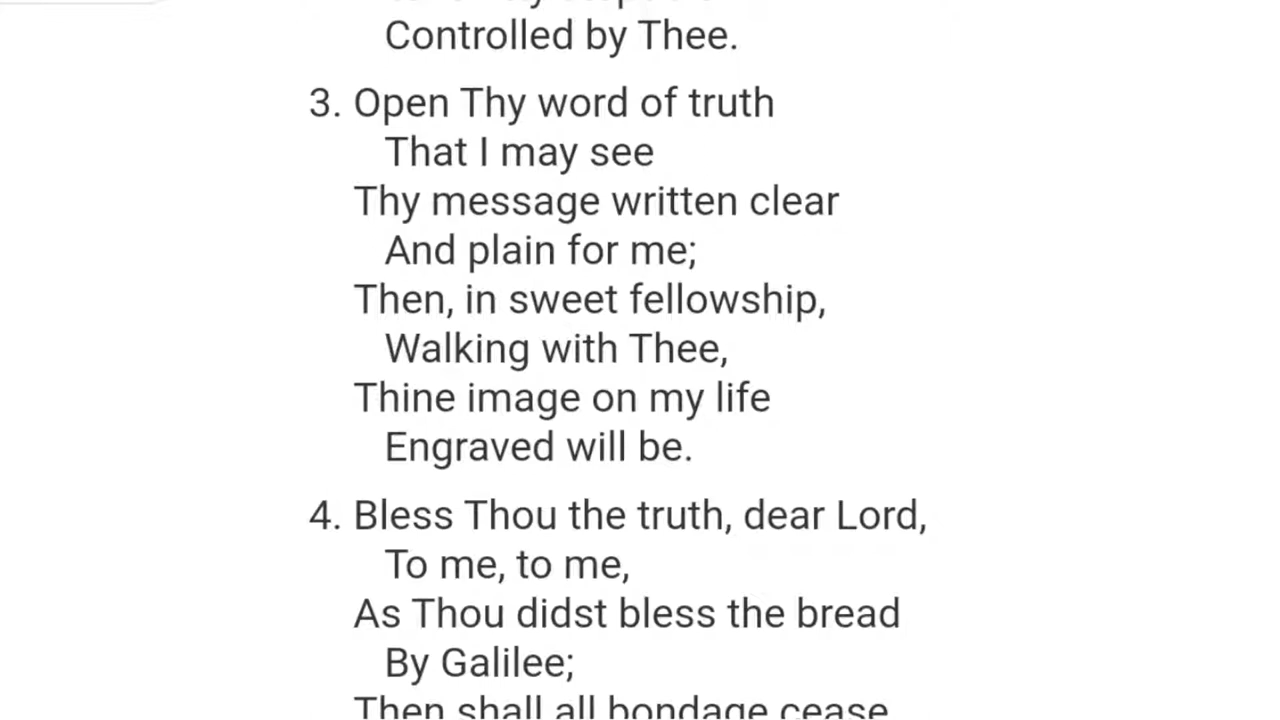 Controlled by Thee.
3. Open Thy word of truth
That I may see
Thy message written clear
And plain for me;
Then, in sweet fellowship,
Walking with Thee,
Thine image on my life
Engraved will be.
4. Bless Thou the truth, dear Lord,
To me, to me,
As Thou didst bless the bread
By Galilee;
Then shall all bondage cease